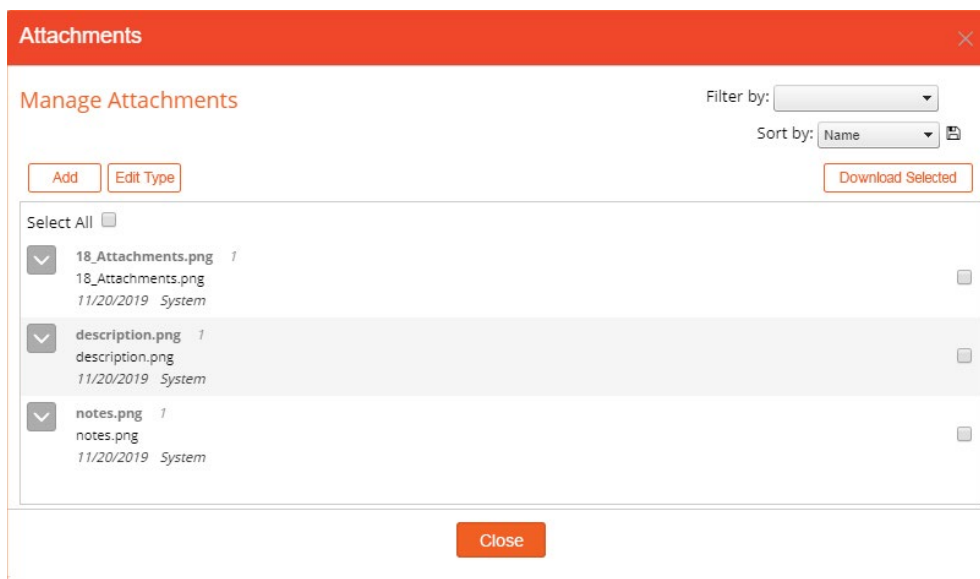 Attachments
Manage Attachments
Filter by:
Sort by: Name
Add Edit Type Download Selected
Select All
18_Attachments.png 1
18_Attachments.png
11/20/2019 System
description.png 1
description.png
11/20/2019 System
notes.png 1
notes.png
11/20/2019 System
Close